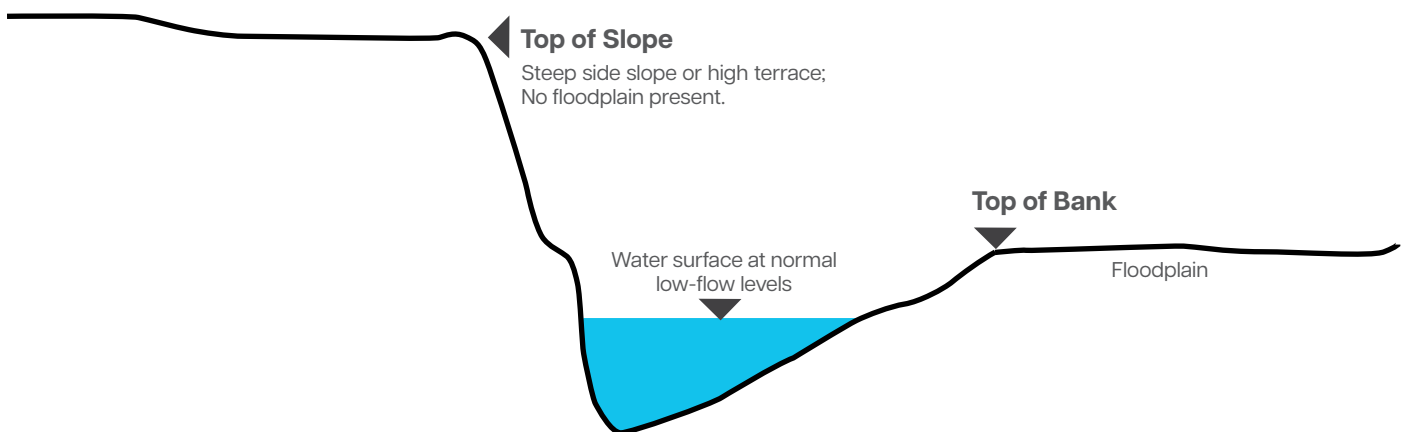 Top of Slope
Steep side slope or high terrace;
No floodplain present.
Top of Bank
Water surface at normal
low-flow levels
Floodplain